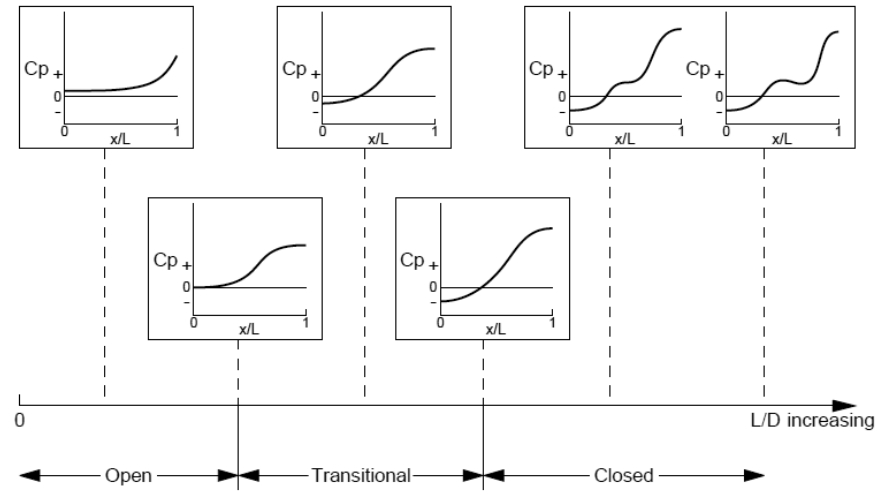 Cp + 0 − 0 x/L 1
Cp + 0 − 0 x/L 1
Cp + 0 − 0 x/L 1
Cp + 0 − 0 x/L 1
Cp + 0 − 0 x/L 1
Cp + 0 − 0 x/L 1
0 L/D increasing
Open Transitional Closed